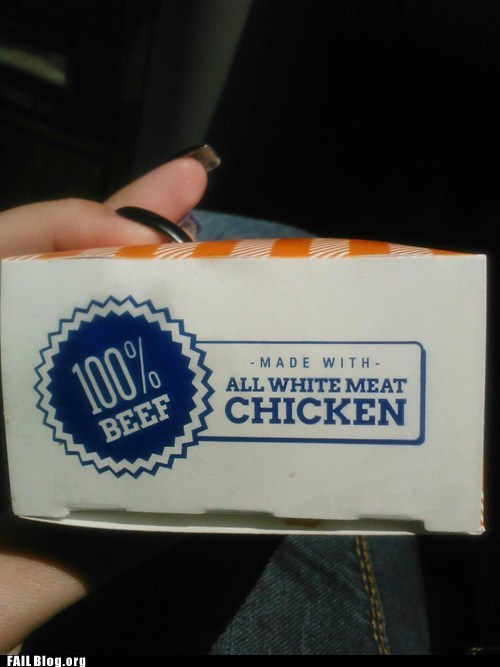 100%
BEEF
-MADE WITH-
ALL WHITE MEAT
CHICKEN
FAIL Blog.org